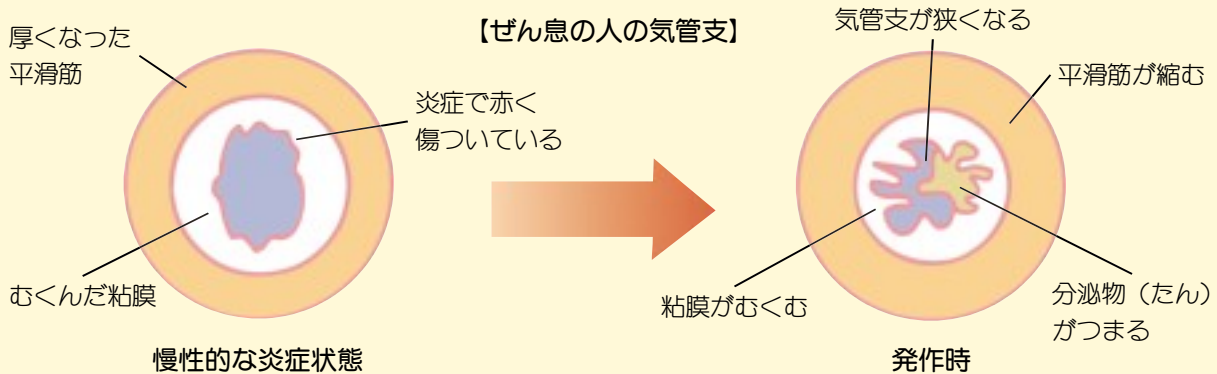 【ぜん息の人の気管支】
厚くなった
平滑筋
炎症で赤く
傷ついている
むくんだ粘膜
慢性的な炎症状態
気管支が狭くなる
平滑筋が縮む
粘膜がむくむ
分泌物（たん）
がつまる
発作時